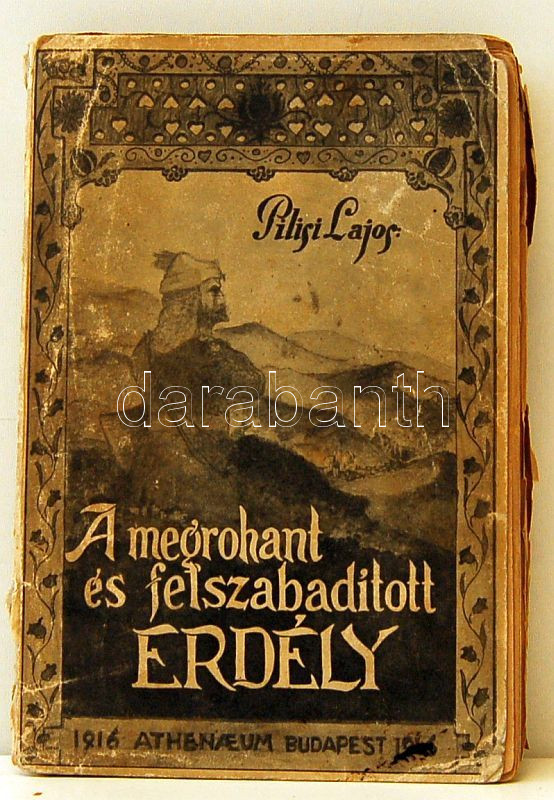 Pilisi Lajos:
darabanth
A megrohant
és felszabadított
ERDÉLY
1916 ATHENÆUM BUDAPEST 1916